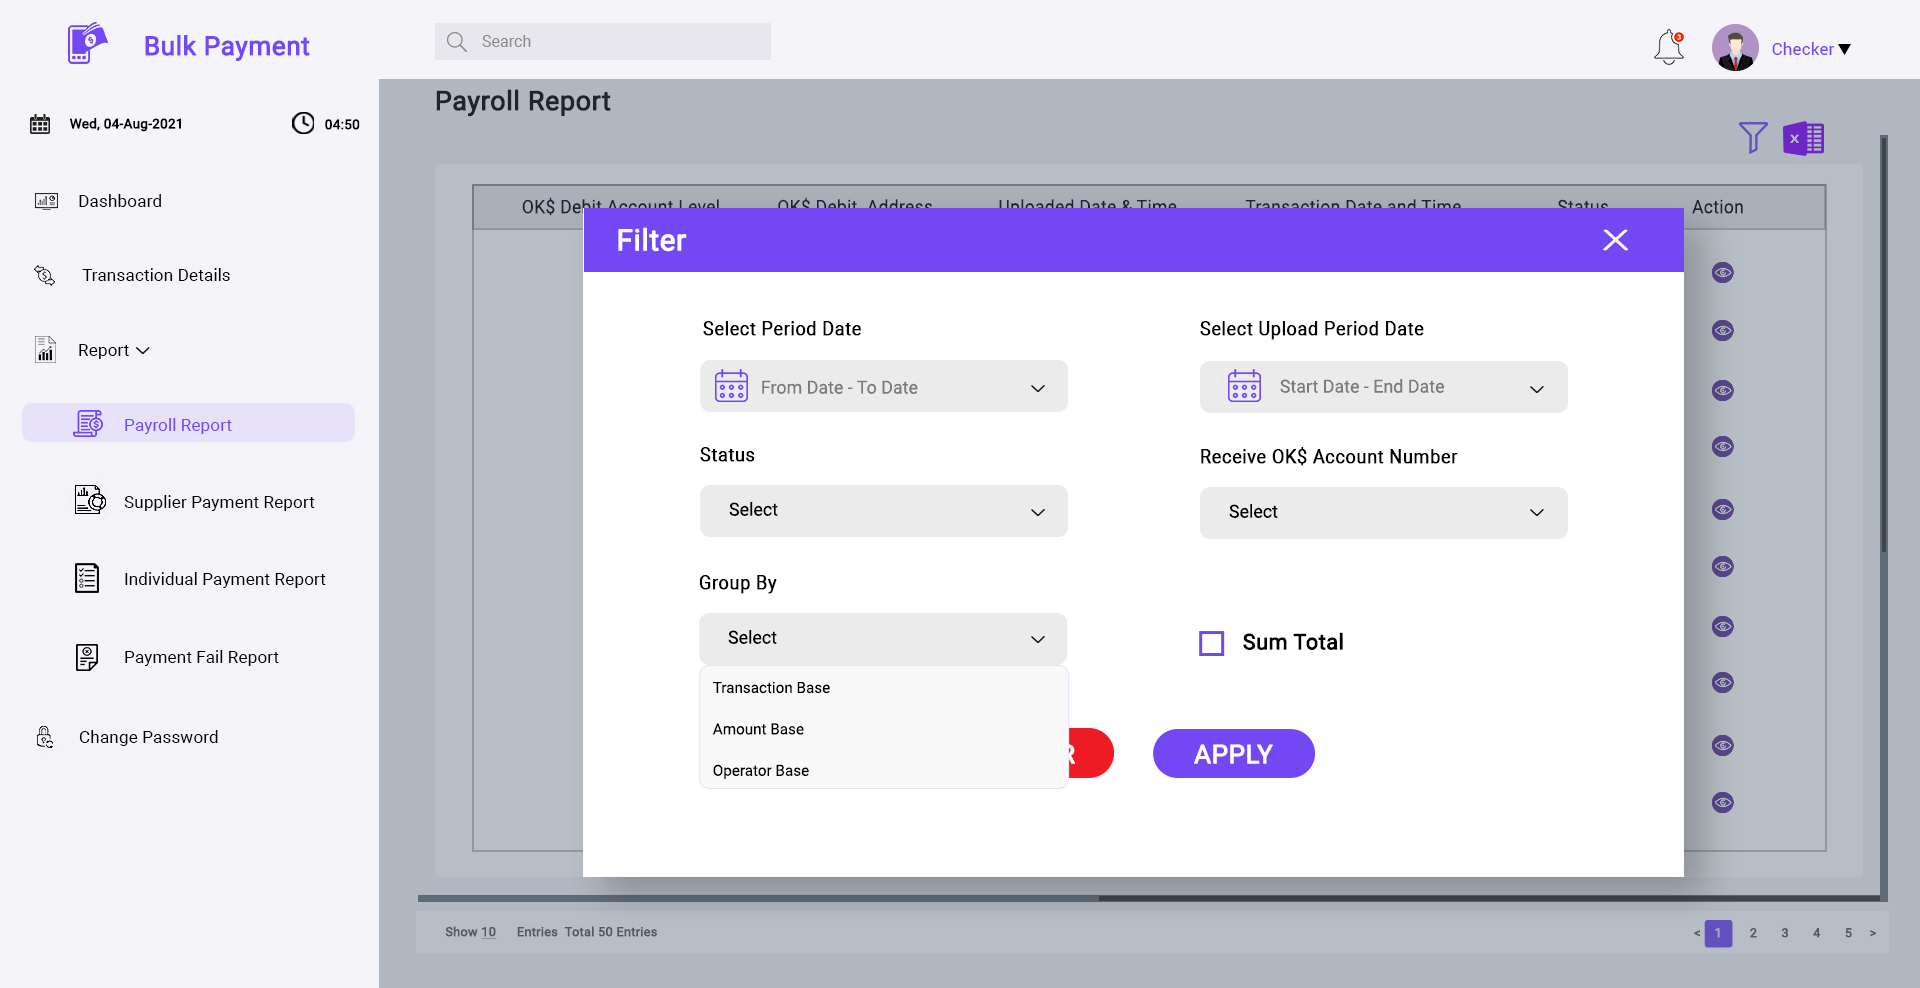 Bulk Payment
Search
3
Checker
Wed, 04-Aug-2021
04:50
Dashboard
Transaction Details
Report
Payroll Report
Supplier Payment Report
Individual Payment Report
Payment Fail Report
Change Password
Payroll Report
X
OK$ Debit Account Level OK$ Debit Address Uploaded Date & Time Transaction Date and Time Status Action
Filter
Select Period Date
From Date - To Date
Select Upload Period Date
Start Date - End Date
Status
Select
Receive OK$ Account Number
Select
Group By
Select
Transaction Base
Amount Base
Operator Base
Sum Total
R
APPLY
Show 10 Entries Total 50 Entries
< 1 2 3 4 5 >